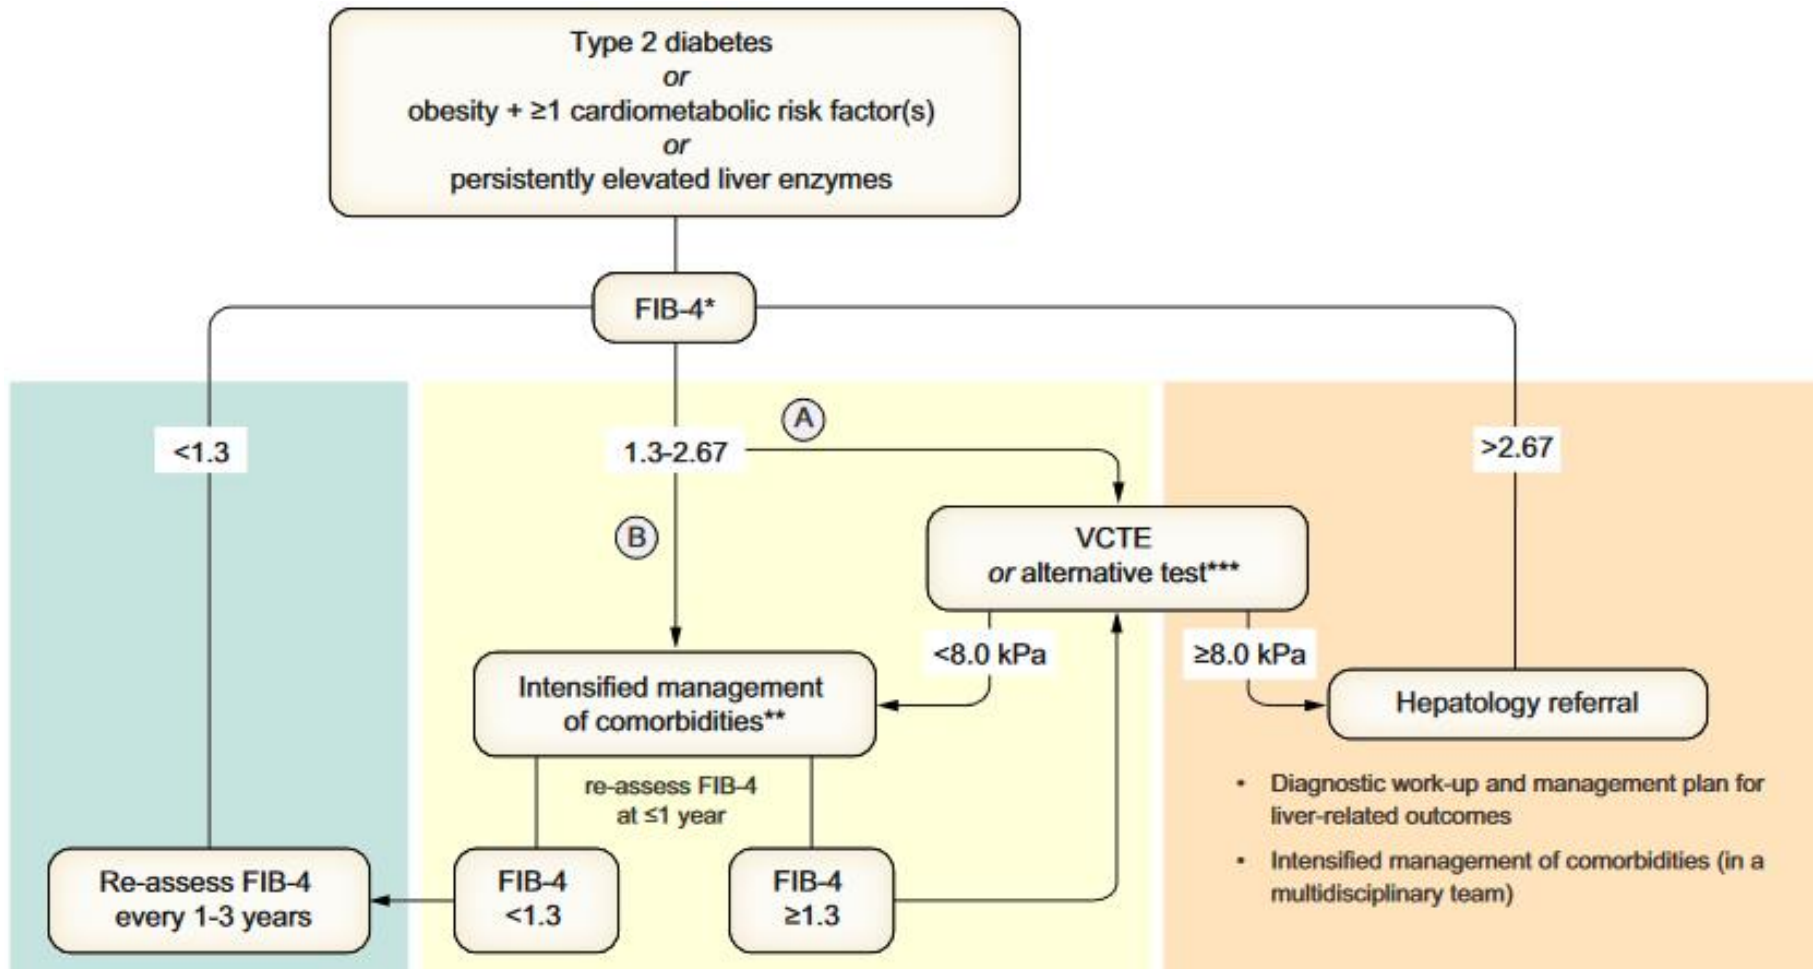 Type 2 diabetes
or
obesity + ≥1 cardiometabolic risk factor(s)
or
persistently elevated liver enzymes
FIB-4*
<1.3
1.3-2.67
A
>2.67
B
VCTE
or alternative test***
<8.0 kPa
≥8.0 kPa
Intensified management
of comorbidities**
Hepatology referral
re-assess FIB-4
at ≤1 year
• Diagnostic work-up and management plan for
liver-related outcomes
• Intensified management of comorbidities (in a
multidisciplinary team)
Re-assess FIB-4
every 1-3 years
FIB-4
<1.3
FIB-4
≥1.3